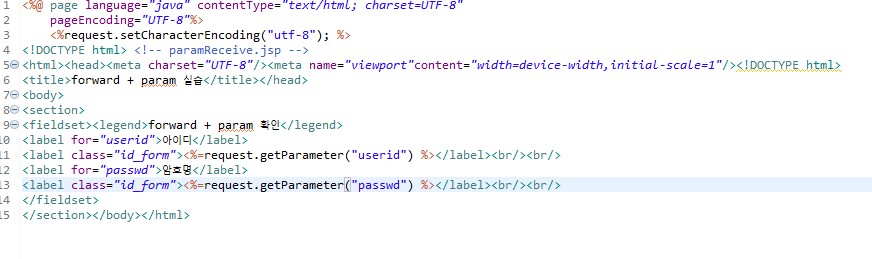 1 <%@ page language="java" contentType="text/html; charset=UTF-8"
2 pageEncoding="UTF-8"%>
3 <%request.setCharacterEncoding("utf-8"); %>
4 <!DOCTYPE html> <!-- paramReceive.jsp -->
5 <html><head><meta charset="UTF-8"/><meta name="viewport"content="width=device-width,initial-scale=1"/><!DOCTYPE html>
6 <title>forward + param 실습</title></head>
7 <body>
8 <section>
9 <fieldset><legend>forward + param 확인</legend>
10 <label for="userid">아이디</label>
11 <label class="id_form"><%=request.getParameter("userid") %></label><br/><br/>
12 <label for="passwd">암호명</label>
13 <label class="id_form"><%=request.getParameter("passwd") %></label><br/><br/>
14 </fieldset>
15 </section></body></html>